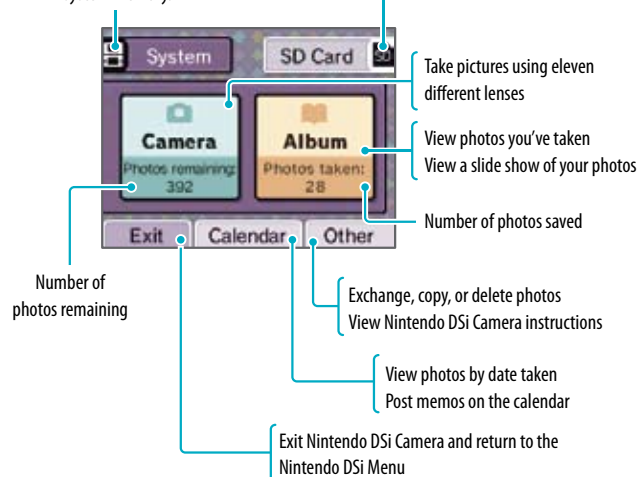 System
SD Card
SD
Take pictures using eleven
different lenses
Camera
Photos remaining:
392
Album
Photos taken:
28
View photos you've taken
View a slide show of your photos
Number of photos saved
Exit
Calendar
Other
Number of
photos remaining
Exchange, copy, or delete photos
View Nintendo DSi Camera instructions
View photos by date taken
Post memos on the calendar
Exit Nintendo DSi Camera and return to the
Nintendo DSi Menu